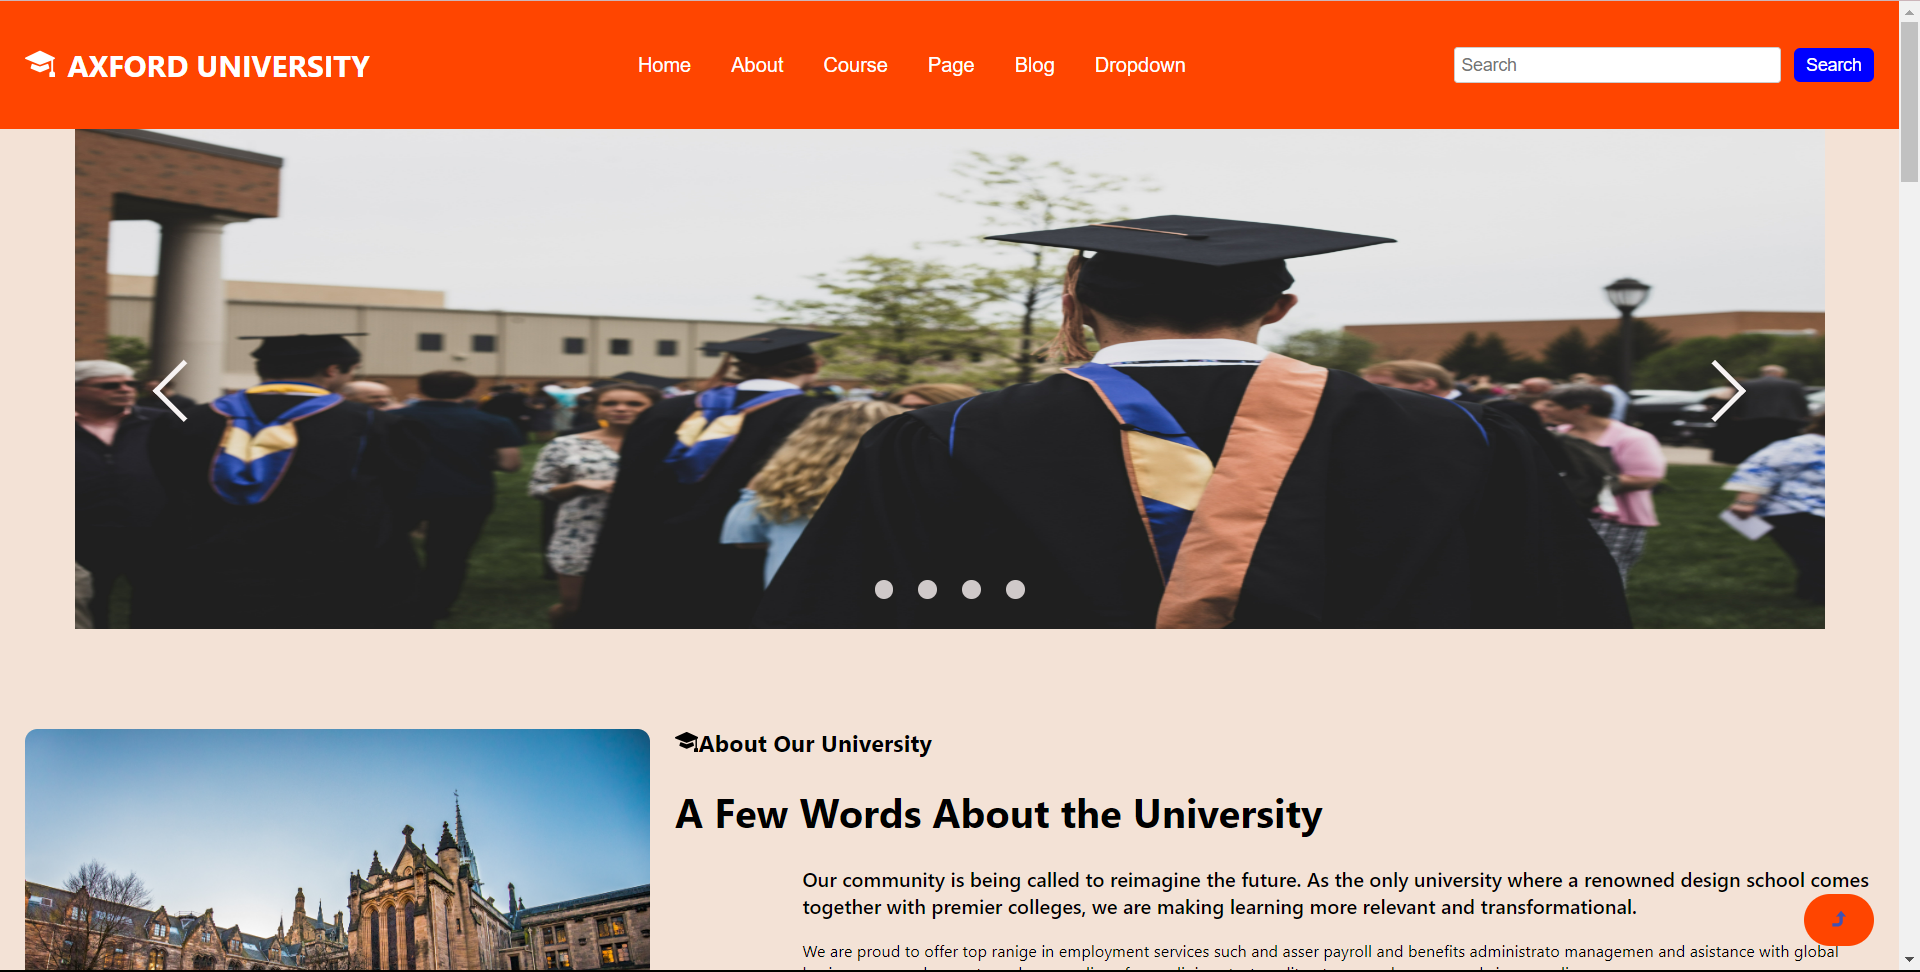 AXFORD UNIVERSITY
Home About Course Page Blog Dropdown
Search Search
About Our University
A Few Words About the University
Our community is being called to reimagine the future. As the only university where a renowned design school comes
together with premier colleges, we are making learning more relevant and transformational.
We are proud to offer top ranige in employment services such and asser payroll and benefits administrato managemen and asistance with global